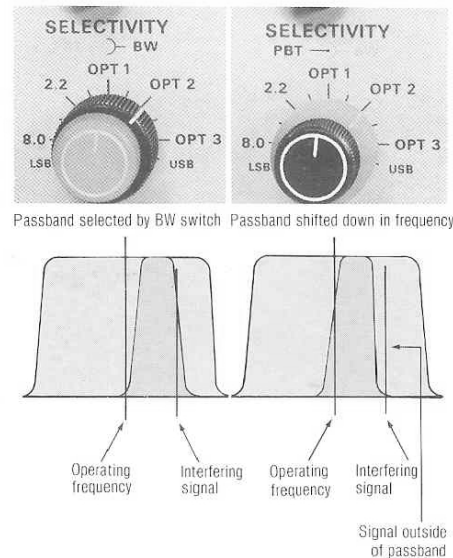 SELECTIVITY
BW
OPT 1
2.2
OPT 2
8.0
OPT 3
LSB
USB
SELECTIVITY
PBT
OPT 1
2.2
OPT 2
8.0
OPT 3
LSB
USB
Passband selected by BW switch
Passband shifted down in frequency
Operating
frequency
Interfering
signal
Operating
frequency
Interfering
signal
Signal outside
of passband